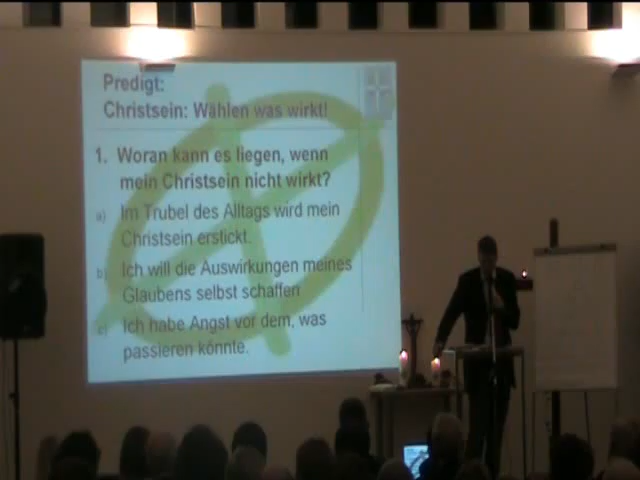 Predigt:
Christsein: Wählen was wirkt!
1. Woran kann es liegen, wenn
mein Christsein nicht wirkt?
a) Im Trubel des Alltags wird mein
Christsein erstickt.
b) Ich will die Auswirkungen meines
Glaubens selbst schaffen
c) Ich habe Angst vor dem, was
passieren könnte.